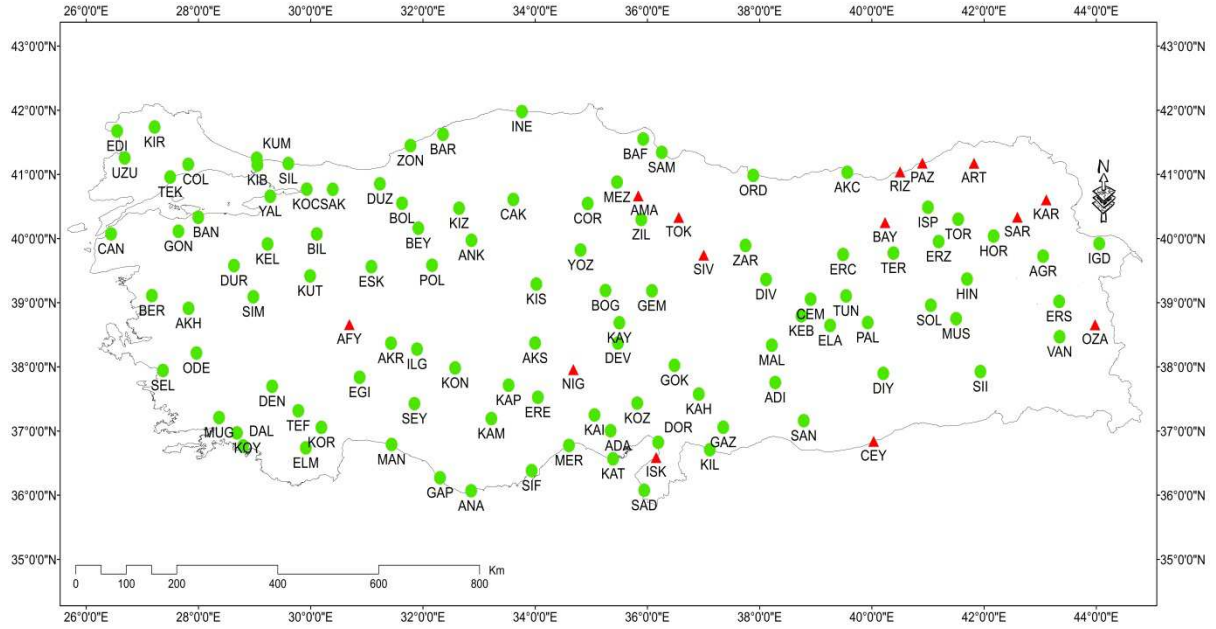 26°0'0"E 28°0'0"E 30°0'0"E 32°0'0"E 34°0'0"E 36°0'0"E 38°0'0"E 40°0'0"E 42°0'0"E 44°0'0"E
43°0'0"N 43°0'0"N
42°0'0"N 42°0'0"N
INE
EDI KIR KUM ZON BAR BAF SAM
41°0'0"N 41°0'0"N
UZU COL KIB SIL ORD AKC RIZ PAZ ART
TEK YAL KOC SAK DUZ BOL KIZ CAK COR MEZ AMA TOK BAY ISP TOR SAR KAR
N
40°0'0"N 40°0'0"N
CAN GON BAN KEL BIL BEY ANK ZIL SIV ZAR ERC TER ERZ HOR IGD
DUR KUT ESK POL YOZ DIV AGR
39°0'0"N 39°0'0"N
BER AKH SIM KIS BOG GEM CEM TUN HIN ERS
AFY KAY KEB ELA PAL SOL MUS OZA
ODE AKR ILG AKS DEV MAL VAN
38°0'0"N 38°0'0"N
SEL DEN EGI KON NIG GOK ADI DIY SII
KAP ERE KAH
MUG DAL TEF KOR SEY KAM KAI KOZ DOR GAZ SAN
37°0'0"N 37°0'0"N
KOY ELM MAN MER ADA KAT ISK KIL CEY
GAP ANA SIF SAD
36°0'0"N 36°0'0"N
35°0'0"N 35°0'0"N
Km
0 100 200 400 600 800
26°0'0"E 28°0'0"E 30°0'0"E 32°0'0"E 34°0'0"E 36°0'0"E 38°0'0"E 40°0'0"E 42°0'0"E 44°0'0"E